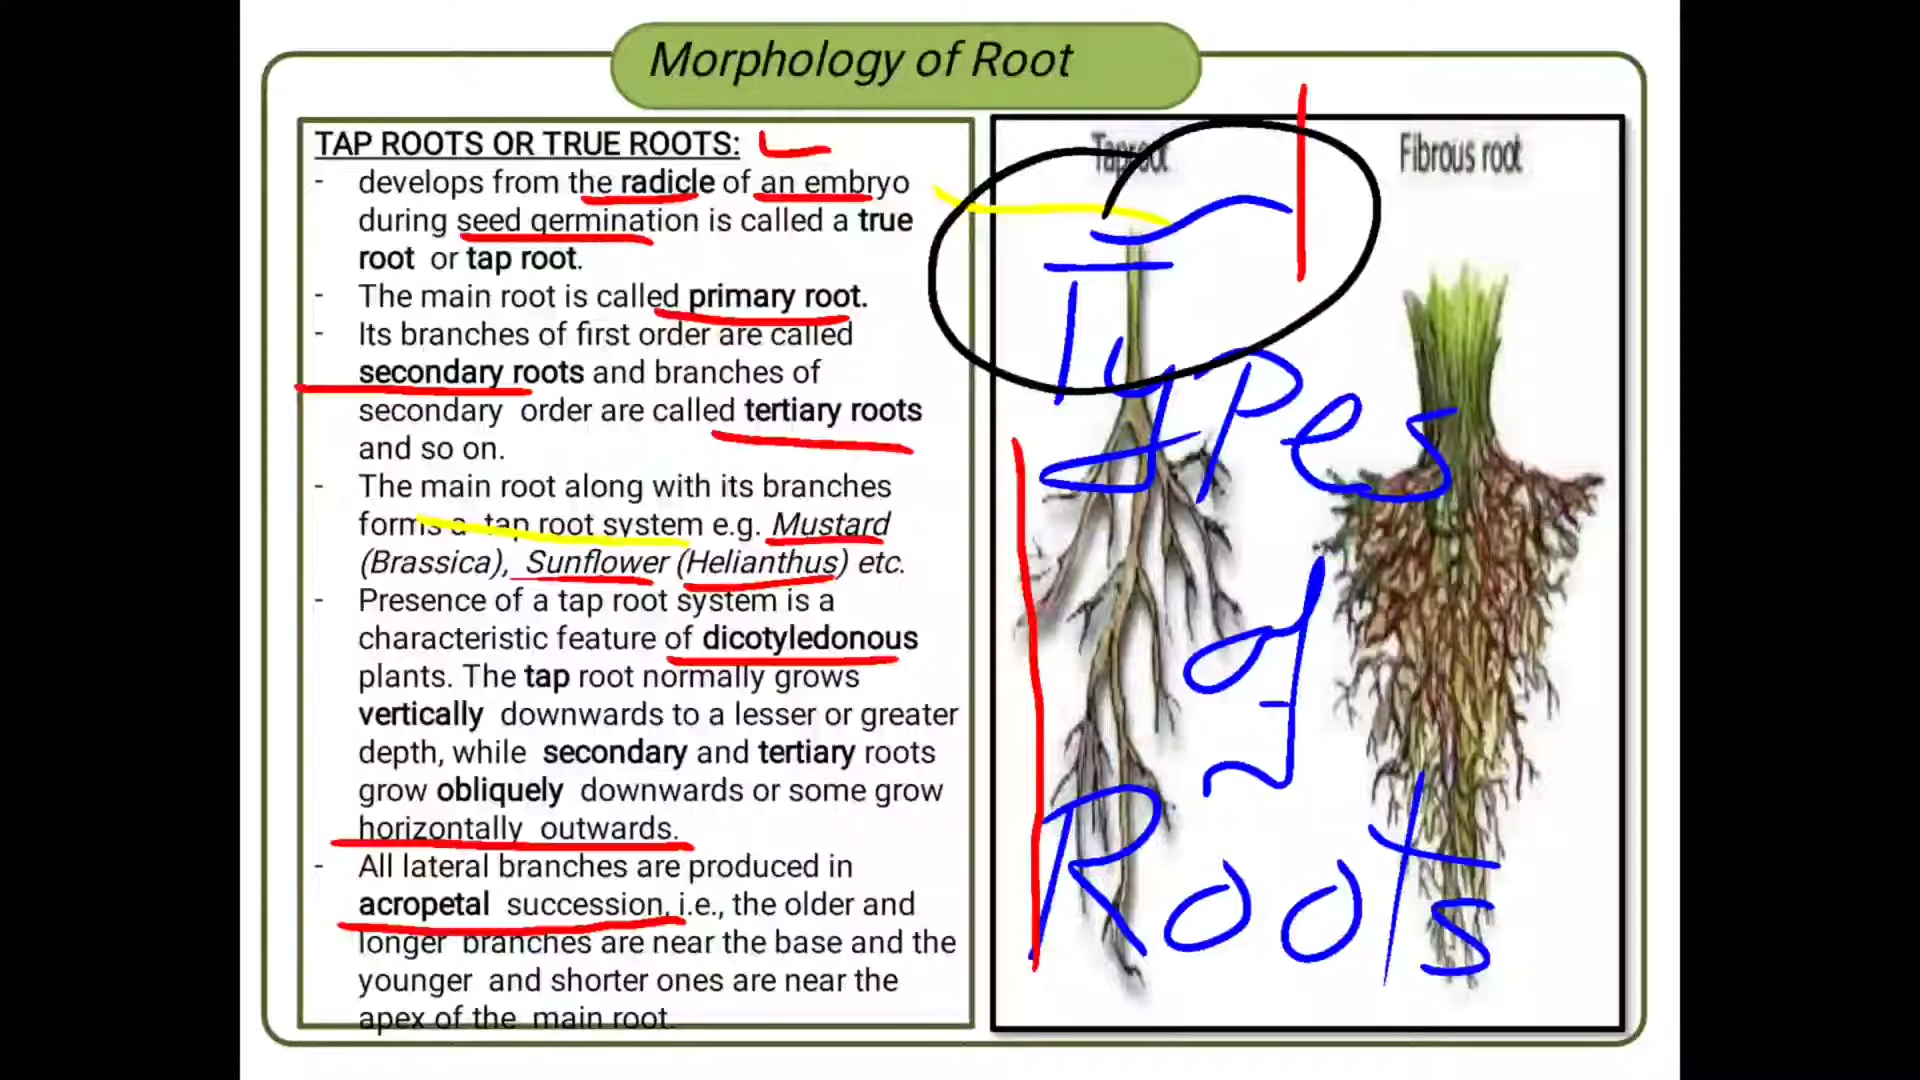 Morphology of Root
TAP ROOTS OR TRUE ROOTS:
- develops from the radicle of an embryo
during seed germination is called a true
root or tap root.
- The main root is called primary root.
- Its branches of first order are called
secondary roots and branches of
secondary order are called tertiary roots
and so on.
- The main root along with its branches
forms a tap root system e.g. Mustard
(Brassica), Sunflower (Helianthus) etc.
- Presence of a tap root system is a
characteristic feature of dicotyledonous
plants. The tap root normally grows
vertically downwards to a lesser or greater
depth, while secondary and tertiary roots
grow obliquely downwards or some grow
horizontally outwards.
- All lateral branches are produced in
acropetal succession, i.e., the older and
longer branches are near the base and the
younger and shorter ones are near the
apex of the main root.
Taproot
Fibrous root
Types
of
Roots